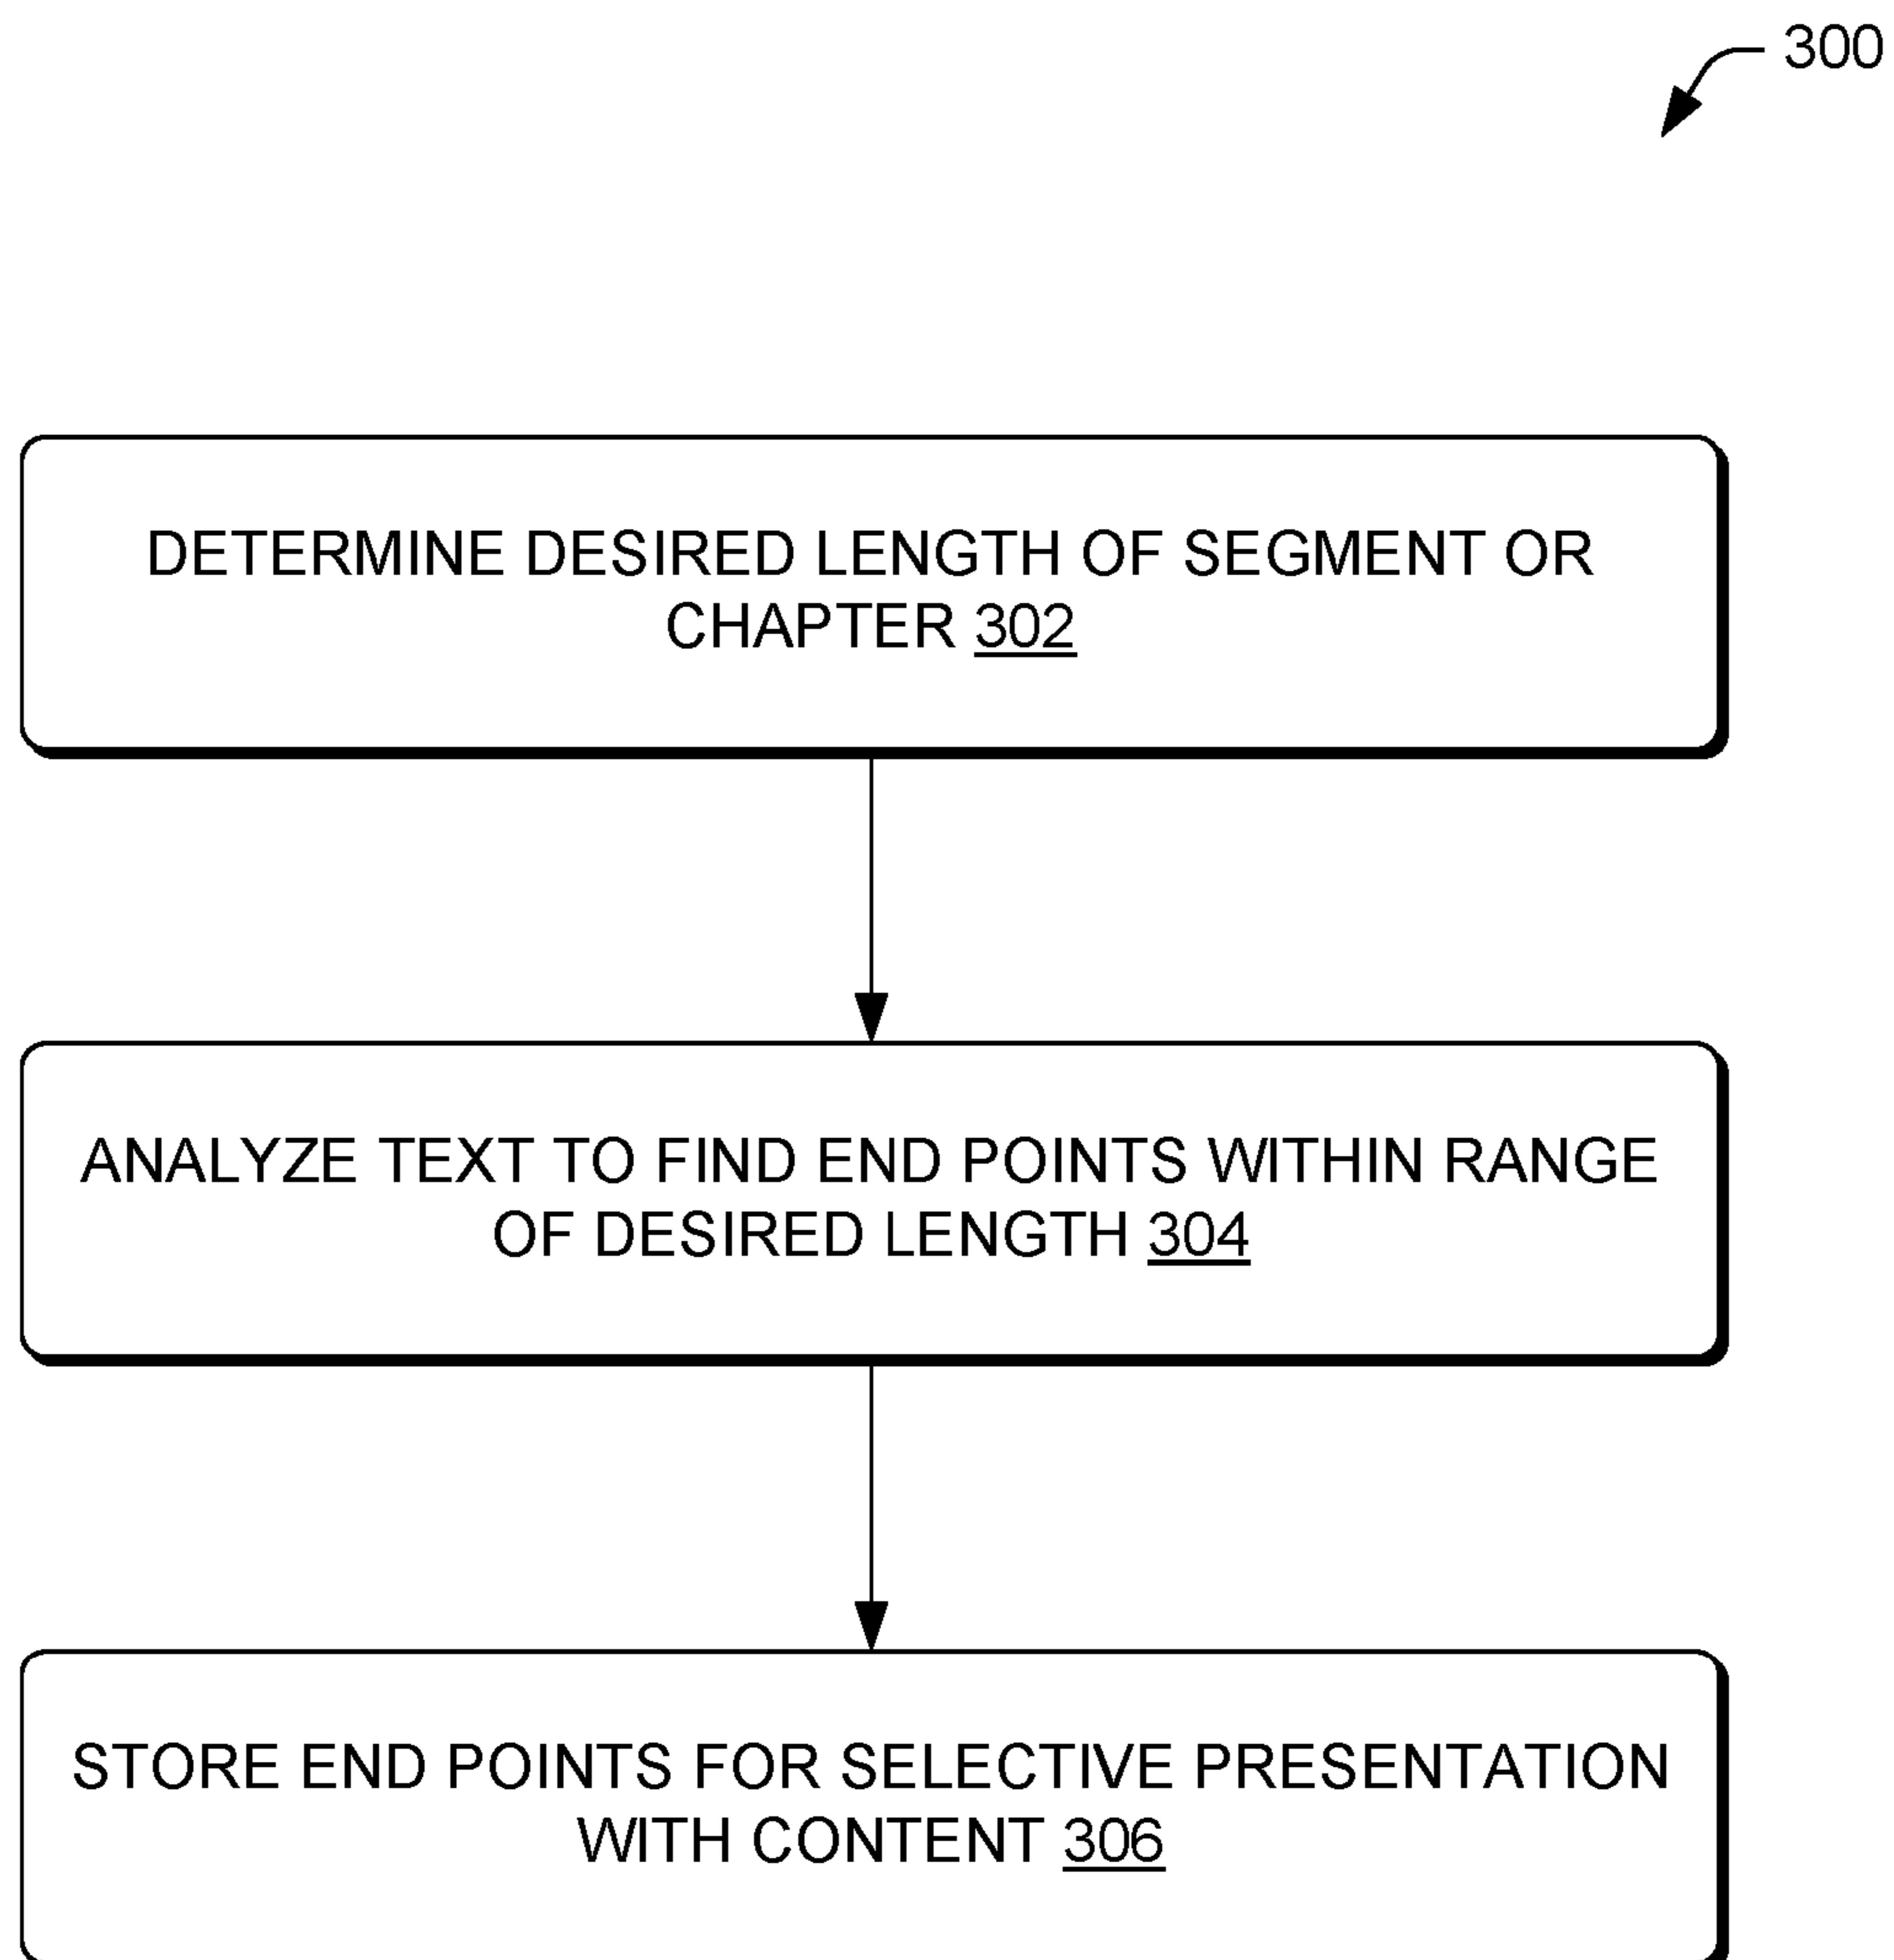 300
DETERMINE DESIRED LENGTH OF SEGMENT OR
CHAPTER 302
ANALYZE TEXT TO FIND END POINTS WITHIN RANGE
OF DESIRED LENGTH 304
STORE END POINTS FOR SELECTIVE PRESENTATION
WITH CONTENT 306